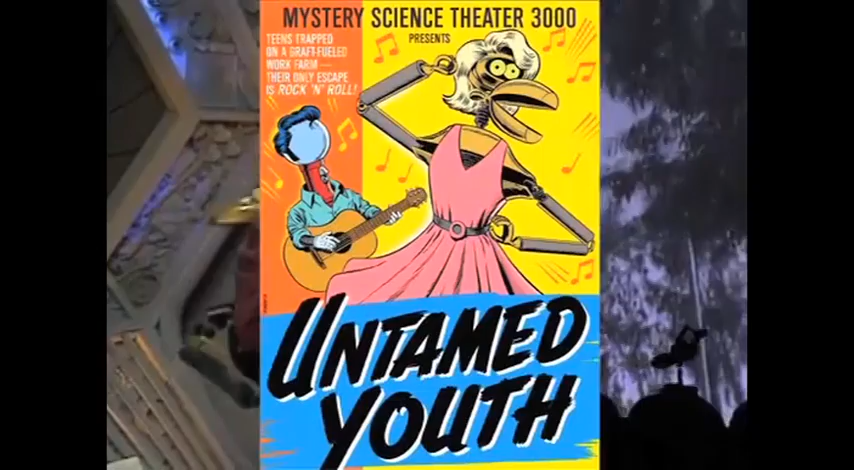 MYSTERY SCIENCE THEATER 3000
PRESENTS
TEENS TRAPPED
ON A GRAFT-FUELED
WORK FARM—
THEIR ONLY ESCAPE
IS ROCK 'N' ROLL!
UNTAMED
YOUTH